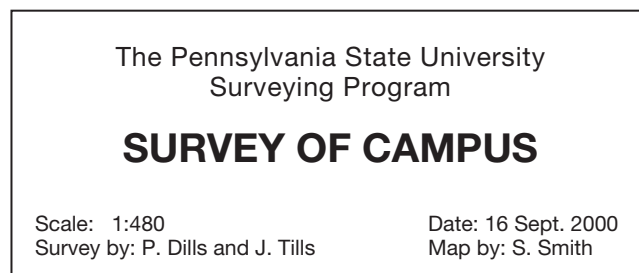 The Pennsylvania State University
Surveying Program
SURVEY OF CAMPUS
Scale: 1:480
Date: 16 Sept. 2000
Survey by: P. Dills and J. Tills
Map by: S. Smith